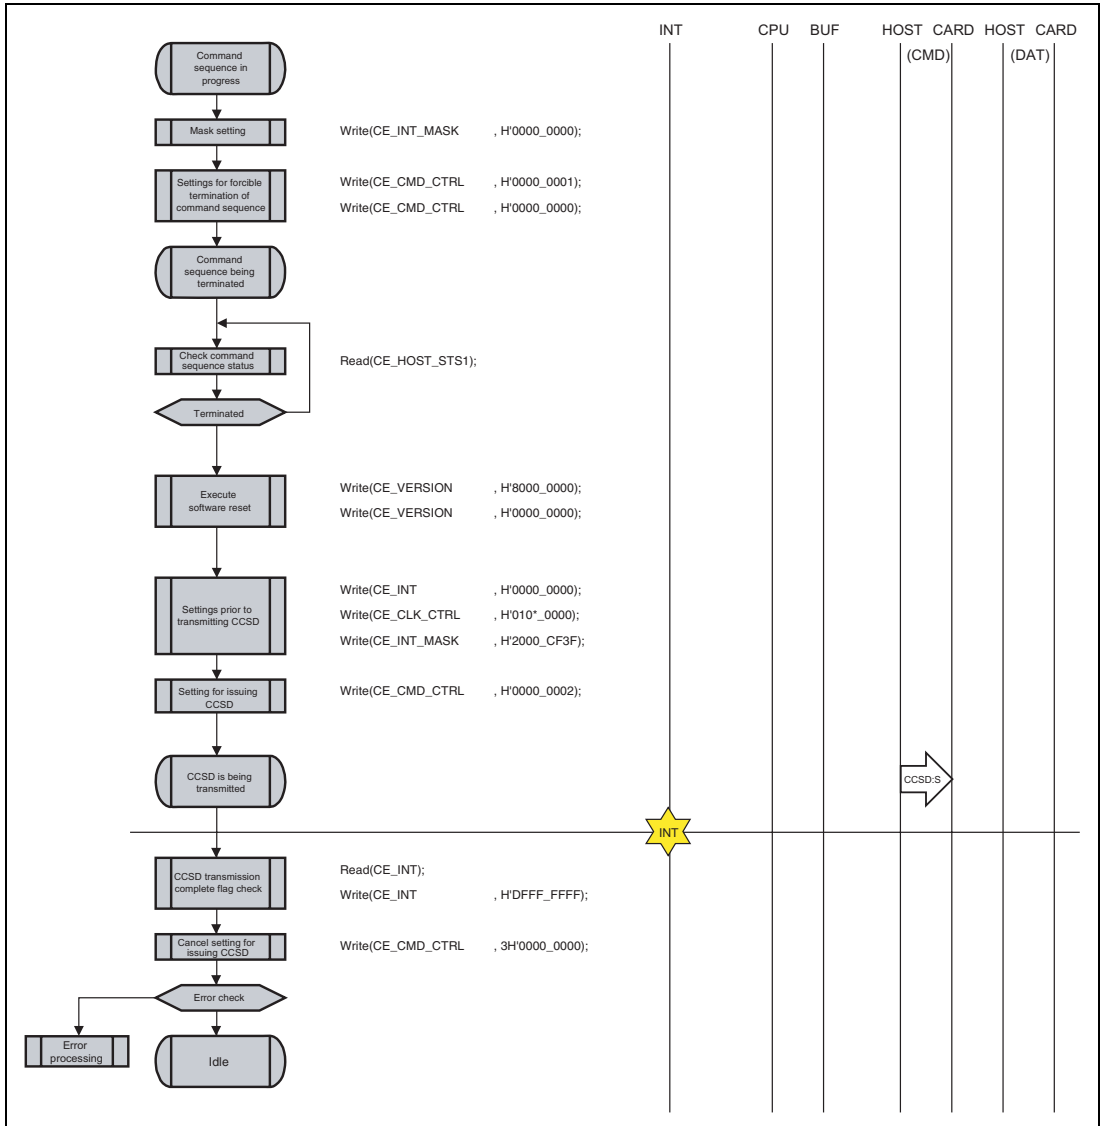 INT CPU BUF HOST CARD HOST CARD
(CMD) (DAT)
Command
sequence in
progress
Mask setting
Write(CE_INT_MASK , H'0000_0000);
Settings for forcible
termination of
command sequence
Write(CE_CMD_CTRL , H'0000_0001);
Write(CE_CMD_CTRL , H'0000_0000);
Command
sequence being
terminated
Check command
sequence status
Read(CE_HOST_STS1);
Terminated
Execute
software reset
Write(CE_VERSION , H'8000_0000);
Write(CE_VERSION , H'0000_0000);
Settings prior to
transmitting CCSD
Write(CE_INT , H'0000_0000);
Write(CE_CLK_CTRL , H'010*_0000);
Write(CE_INT_MASK , H'2000_CF3F);
Setting for issuing
CCSD
Write(CE_CMD_CTRL , H'0000_0002);
CCSD is being
transmitted
CCSD:S
INT
CCSD transmission
complete flag check
Read(CE_INT);
Write(CE_INT , H'DFFF_FFFF);
Cancel setting for
issuing CCSD
Write(CE_CMD_CTRL , 3H'0000_0000);
Error check
Error
processing
Idle